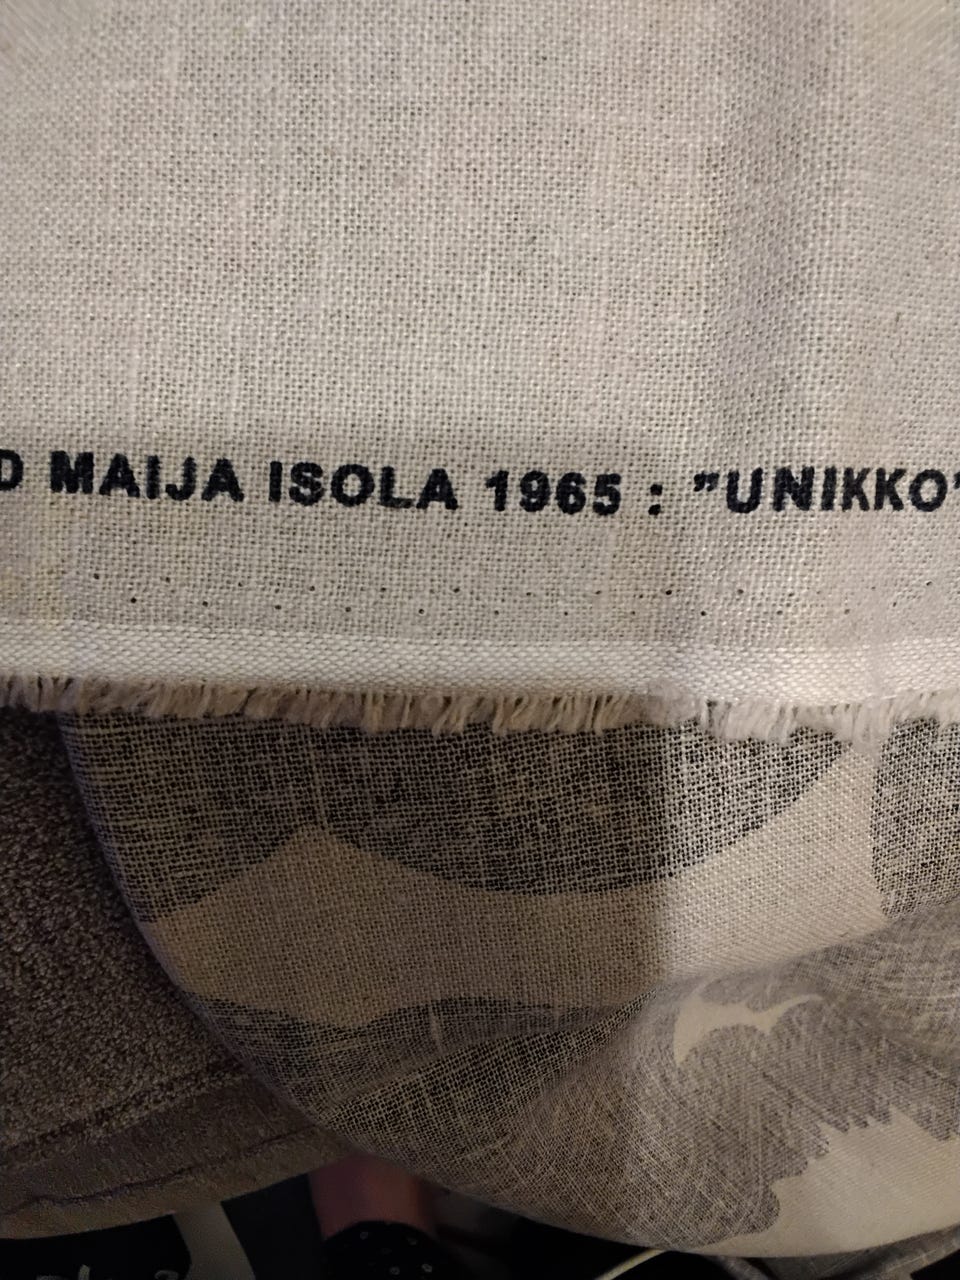 D MAIJA ISOLA 1965 : ”UNIKKO”